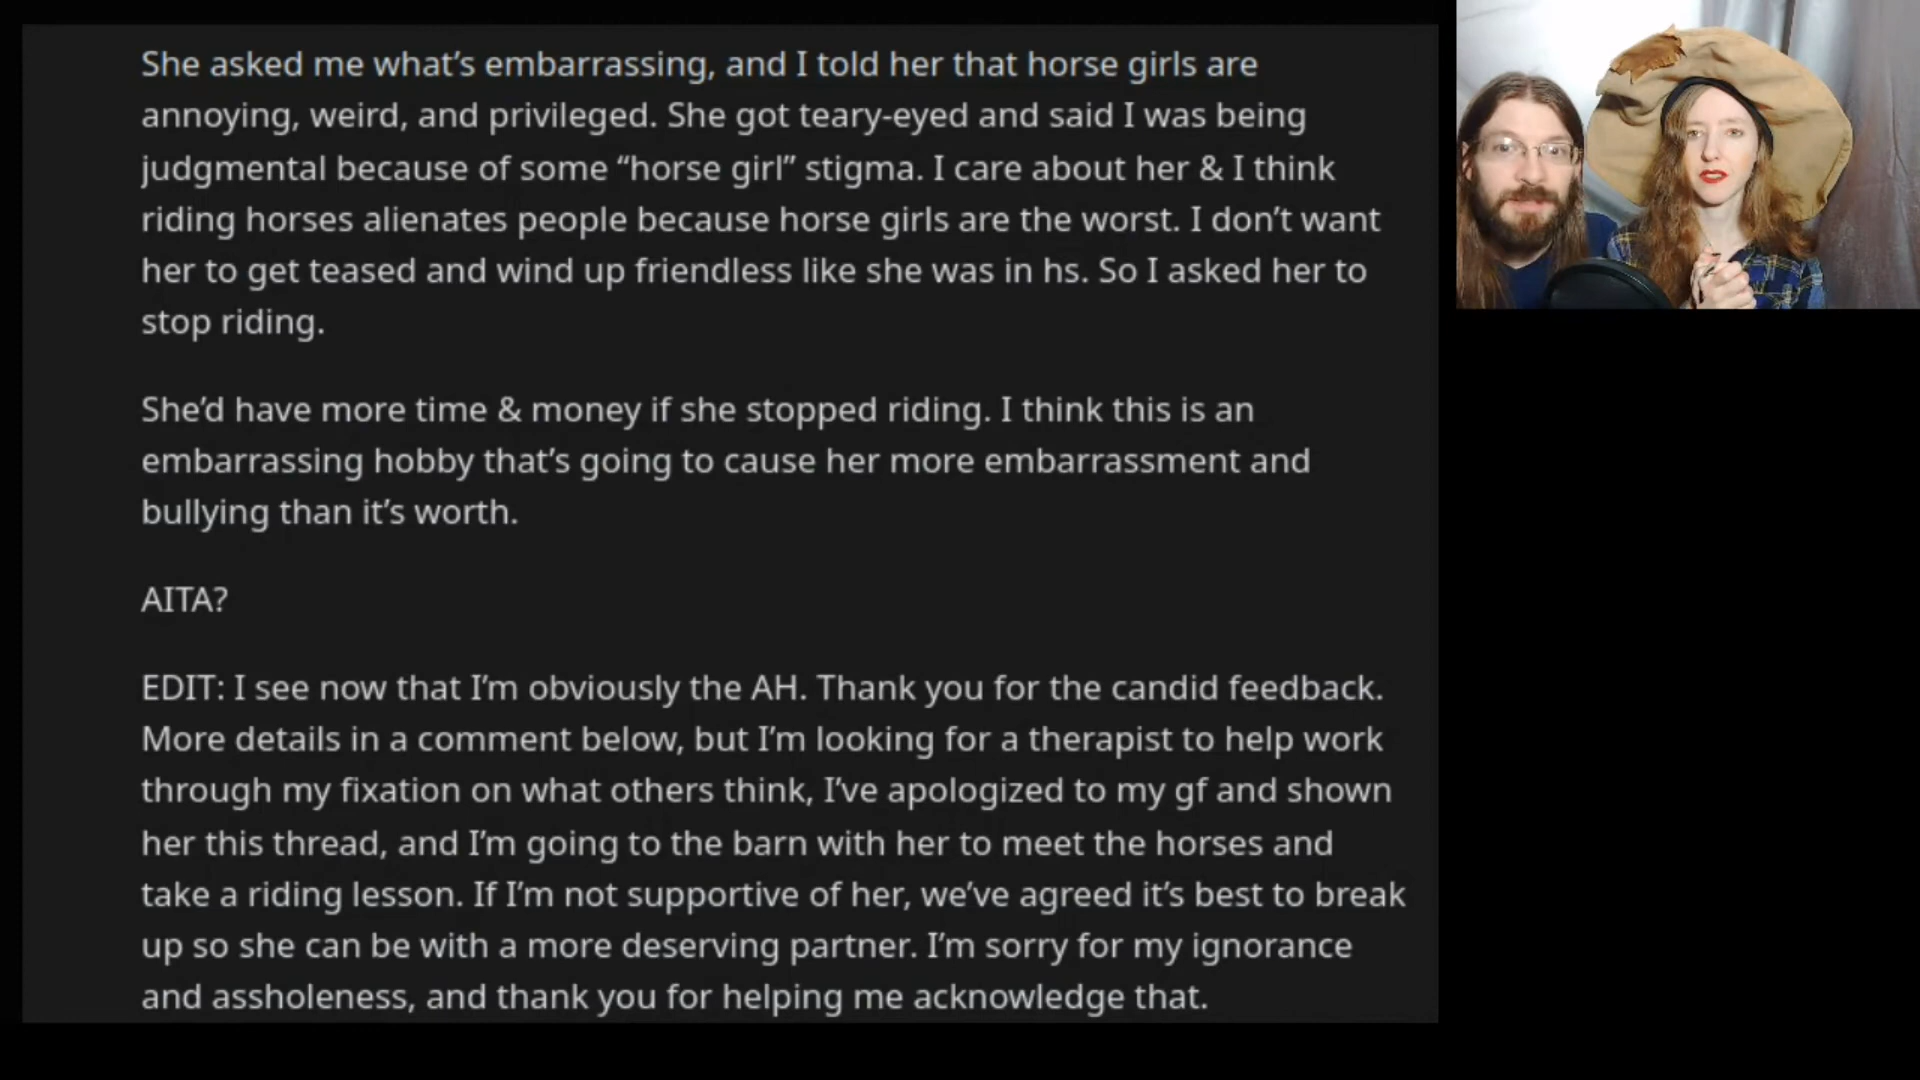 She asked me what’s embarrassing, and I told her that horse girls are
annoying, weird, and privileged. She got teary-eyed and said I was being
judgmental because of some “horse girl” stigma. I care about her & I think
riding horses alienates people because horse girls are the worst. I don’t want
her to get teased and wind up friendless like she was in hs. So I asked her to
stop riding.
She’d have more time & money if she stopped riding. I think this is an
embarrassing hobby that’s going to cause her more embarrassment and
bullying than it’s worth.
AITA?
EDIT: I see now that I’m obviously the AH. Thank you for the candid feedback.
More details in a comment below, but I’m looking for a therapist to help work
through my fixation on what others think, I’ve apologized to my gf and shown
her this thread, and I’m going to the barn with her to meet the horses and
take a riding lesson. If I’m not supportive of her, we’ve agreed it’s best to break
up so she can be with a more deserving partner. I’m sorry for my ignorance
and assholeness, and thank you for helping me acknowledge that.